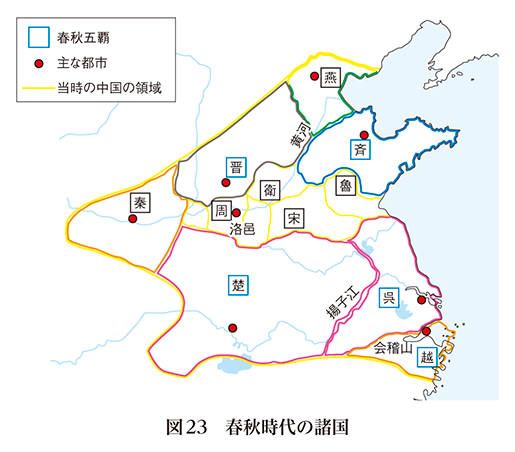 春秋五覇
主な都市
当時の中国の領域
燕
黄河
斉
晋
衛
魯
秦
周
洛邑
宋
楚
揚子江
呉
会稽山
越
図23 春秋時代の諸国